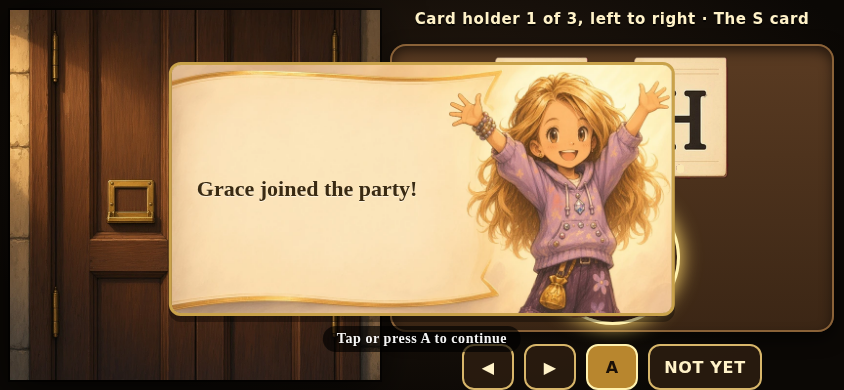 Card holder 1 of 3, left to right · The S card
H
Grace joined the party!
Tap or press A to continue
◀ ▶ A NOT YET